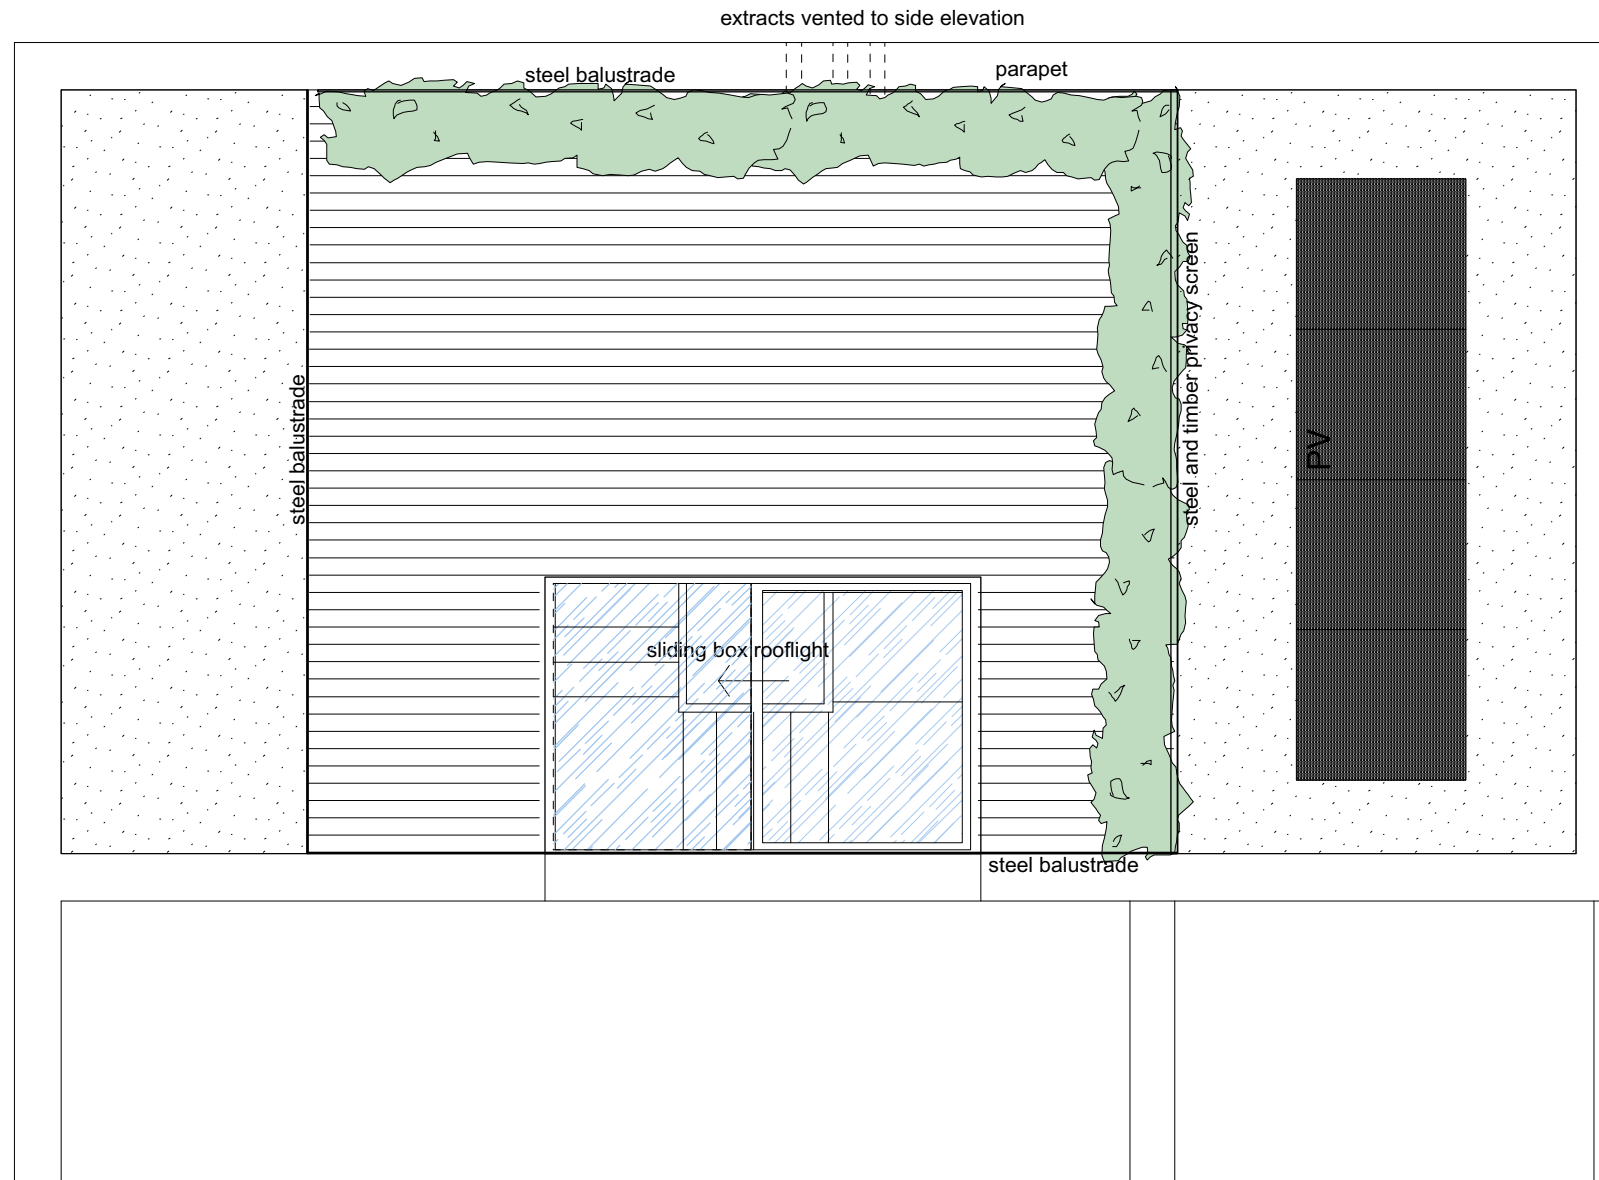 extracts vented to side elevation
steel balustrade
parapet
steel balustrade
steel and timber privacy screen
PV
sliding box rooflight
steel balustrade